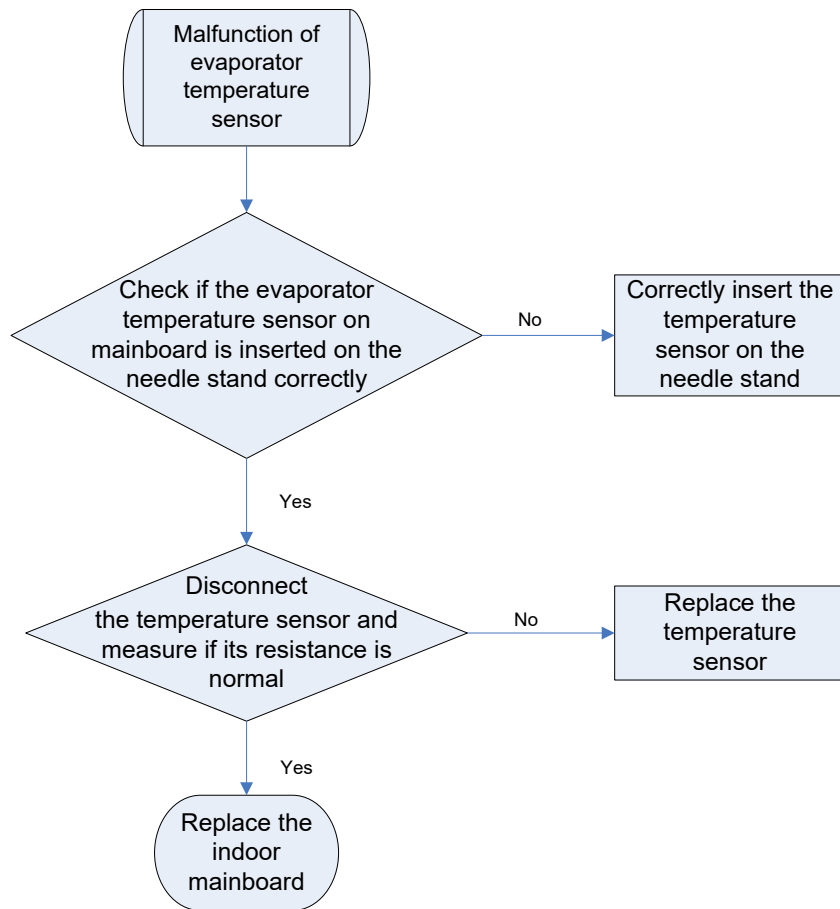 Malfunction of
evaporator
temperature
sensor
Check if the evaporator
temperature sensor on
mainboard is inserted on the
needle stand correctly
No
Correctly insert the
temperature
sensor on the
needle stand
Yes
Disconnect
the temperature sensor and
measure if its resistance is
normal
No
Replace the
temperature
sensor
Yes
Replace the
indoor
mainboard